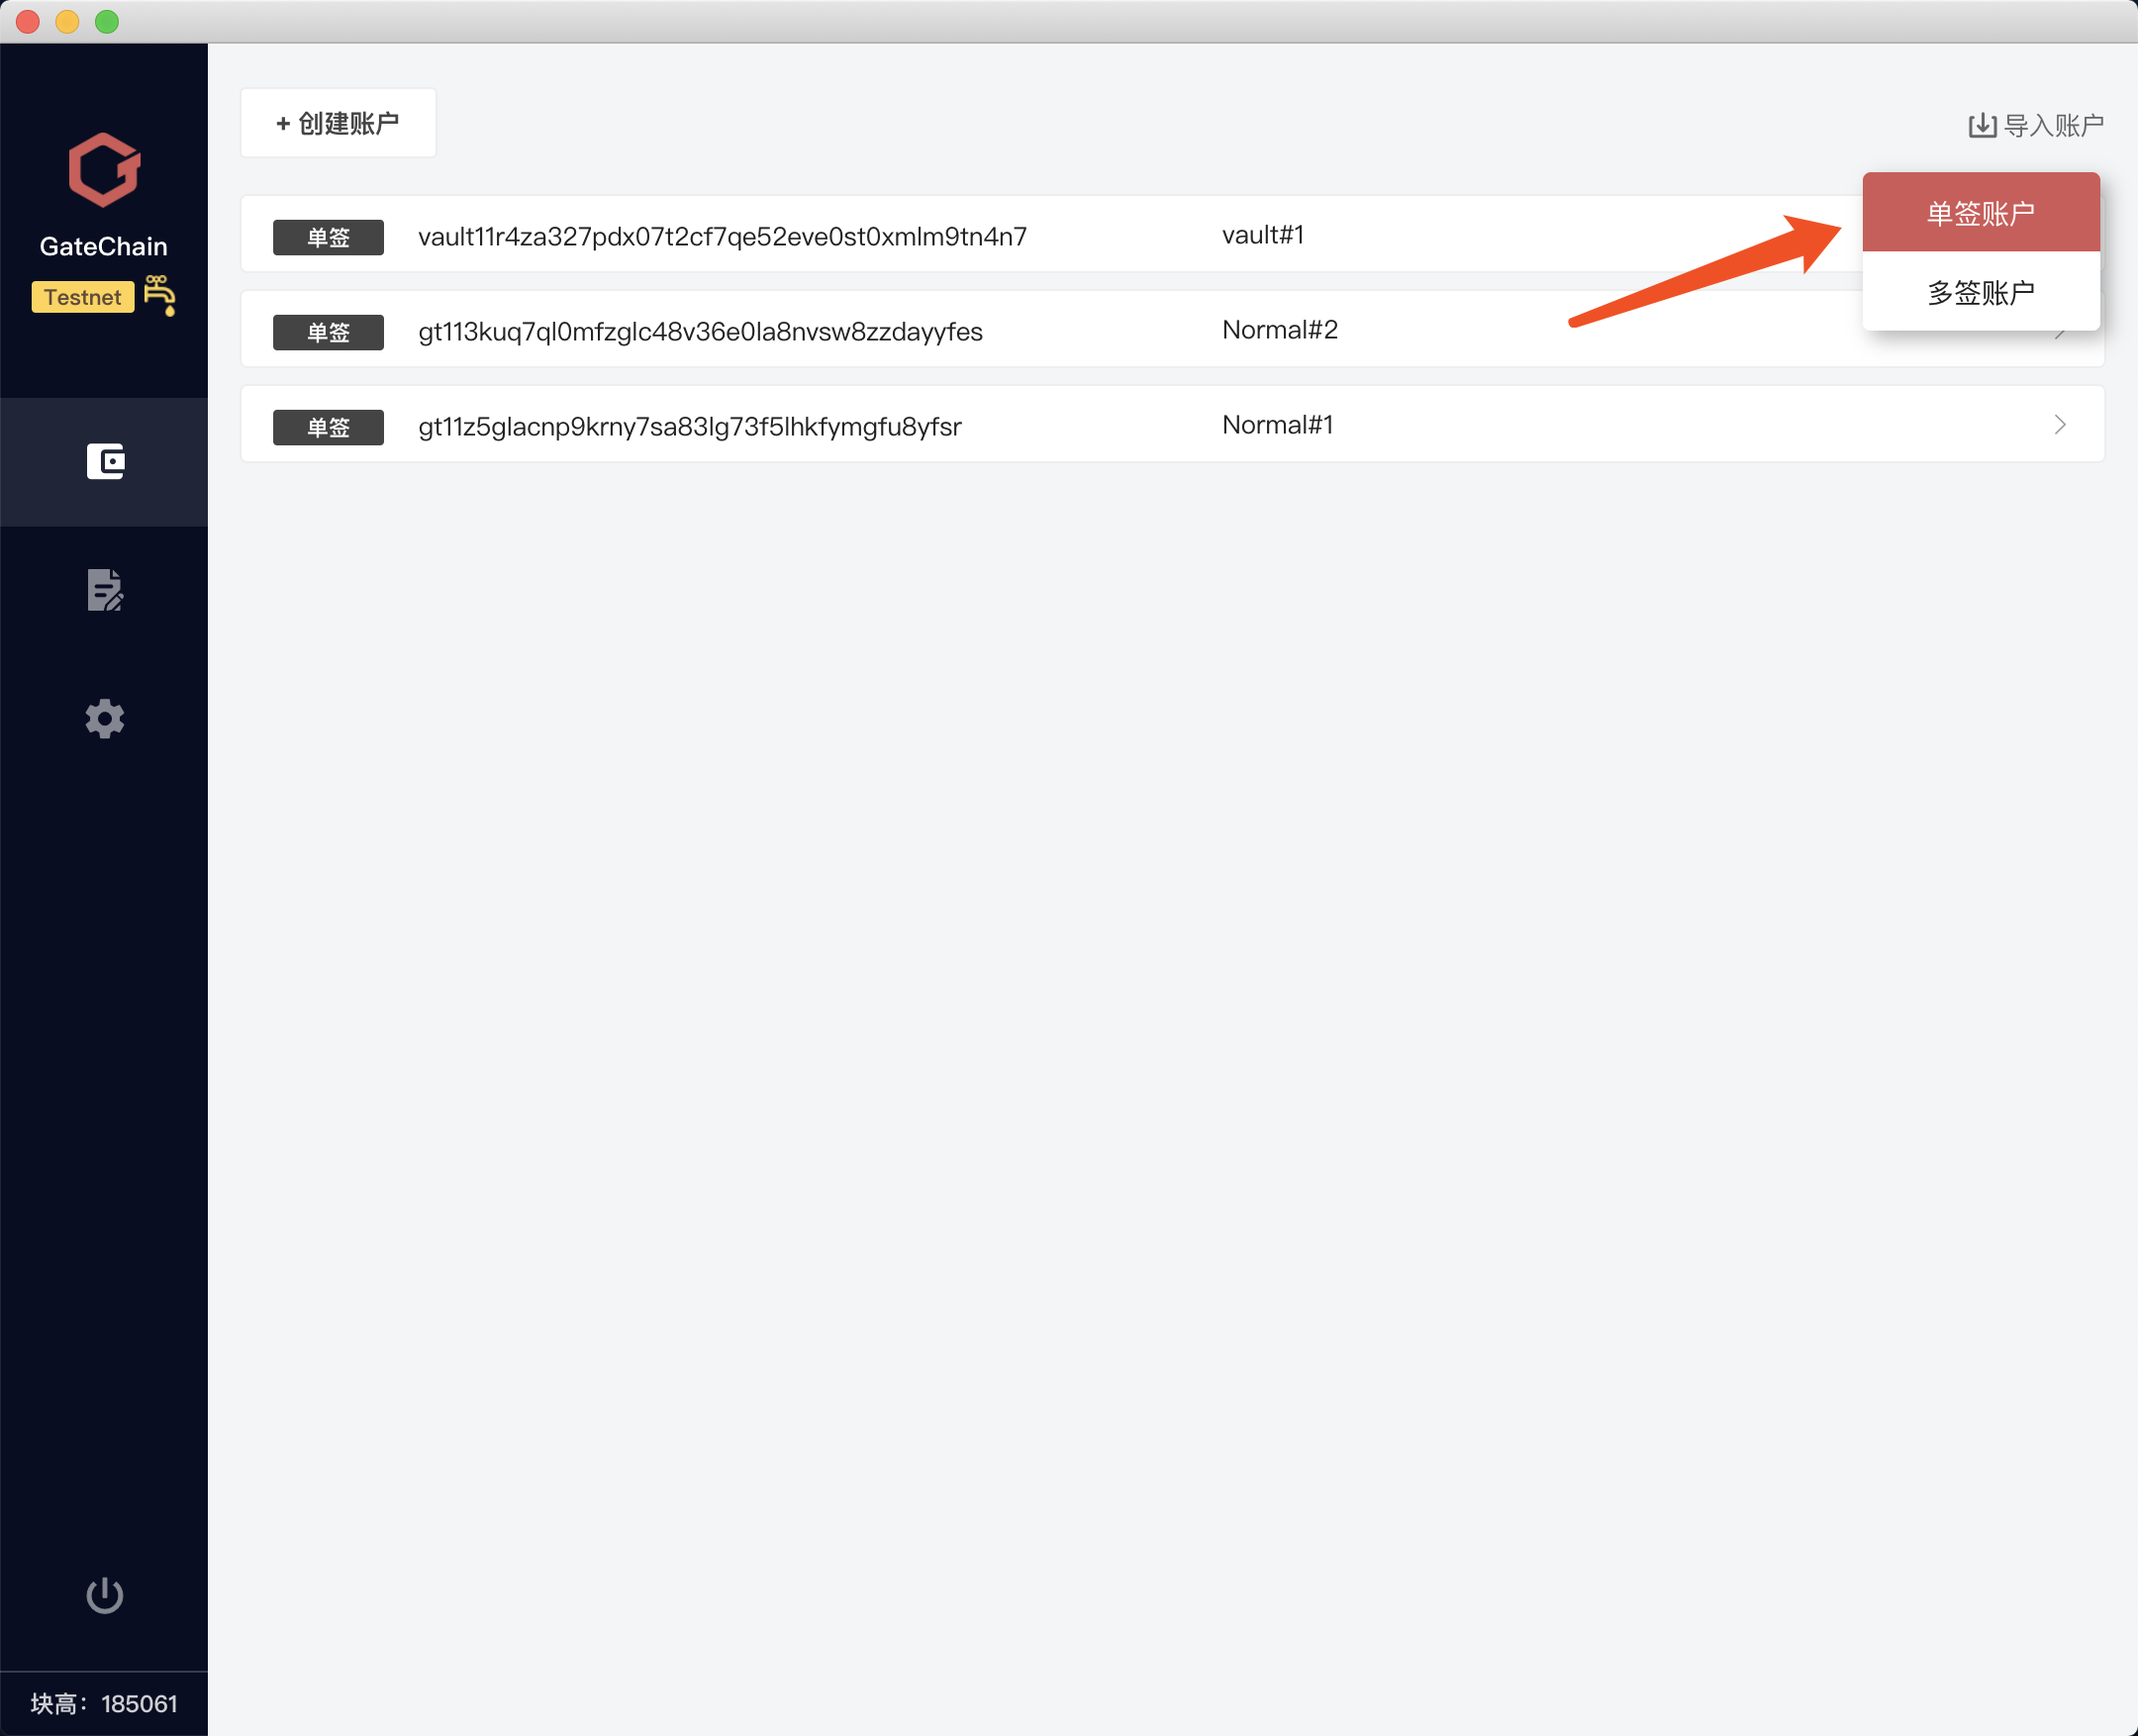 GateChain
Testnet
+ 创建账户
导入账户
单签账户
多签账户
单签 vault11r4za327pdx07t2cf7qe52eve0st0xmlm9tn4n7 vault#1
单签 gt113kuq7ql0mfzglc48v36e0la8nvsw8zzdayyfes Normal#2
单签 gt11z5glacnp9krny7sa83lg73f5lhkfymgfu8yfsr Normal#1
块高：185061